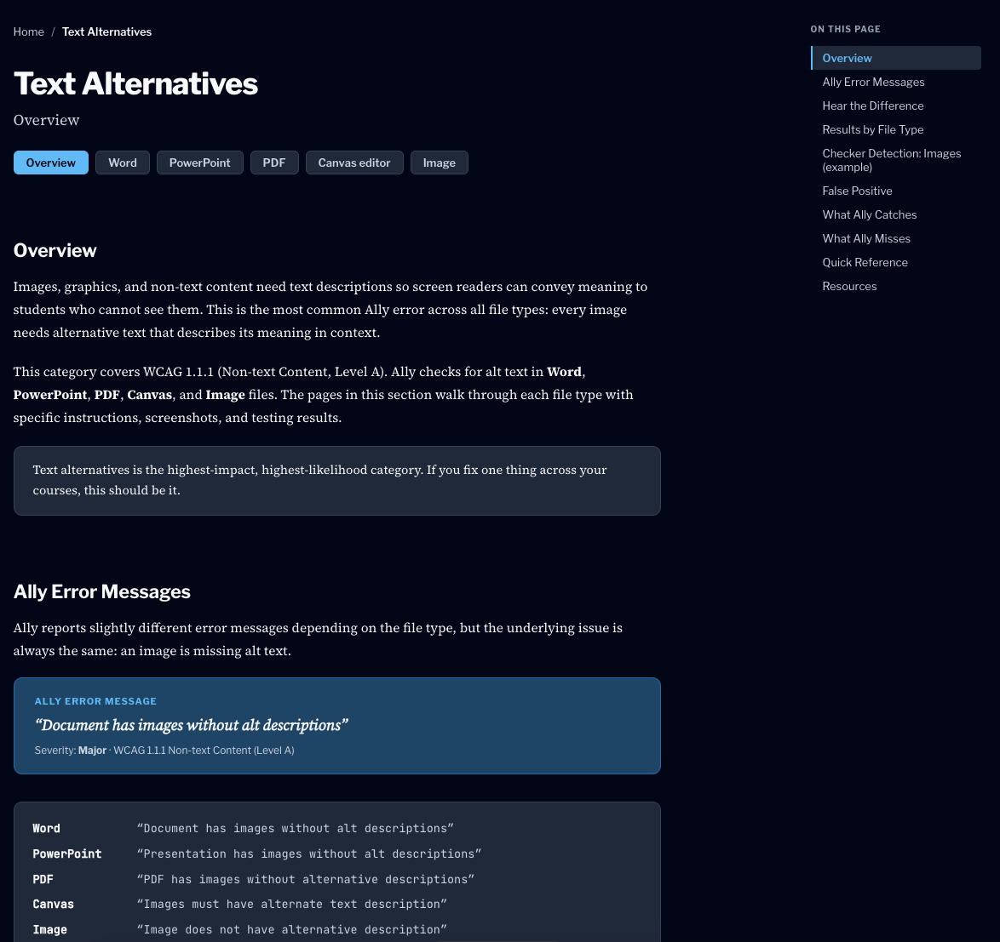 Home / Text Alternatives
Text Alternatives
Overview
Overview Word PowerPoint PDF Canvas editor Image
Overview
Images, graphics, and non-text content need text descriptions so screen readers can convey meaning to
students who cannot see them. This is the most common Ally error across all file types: every image
needs alternative text that describes its meaning in context.
This category covers WCAG 1.1.1 (Non-text Content, Level A). Ally checks for alt text in Word,
PowerPoint, PDF, Canvas, and Image files. The pages in this section walk through each file type with
specific instructions, screenshots, and testing results.
Text alternatives is the highest-impact, highest-likelihood category. If you fix one thing across your
courses, this should be it.
Ally Error Messages
Ally reports slightly different error messages depending on the file type, but the underlying issue is
always the same: an image is missing alt text.
ALLY ERROR MESSAGE
“Document has images without alt descriptions”
Severity: Major · WCAG 1.1.1 Non-text Content (Level A)
Word “Document has images without alt descriptions”
PowerPoint “Presentation has images without alt descriptions”
PDF “PDF has images without alternative descriptions”
Canvas “Images must have alternate text description”
Image “Image does not have alternative description”
ON THIS PAGE
Overview
Ally Error Messages
Hear the Difference
Results by File Type
Checker Detection: Images
(example)
False Positive
What Ally Catches
What Ally Misses
Quick Reference
Resources